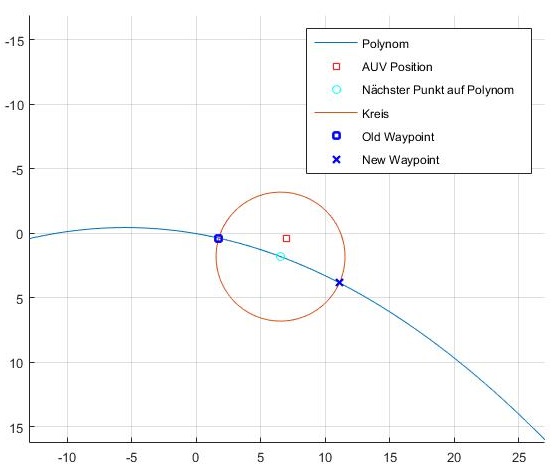 Polynom
AUV Position
Nächster Punkt auf Polynom
Kreis
Old Waypoint
New Waypoint
-15
-10
-5
0
5
10
15
-10 -5 0 5 10 15 20 25